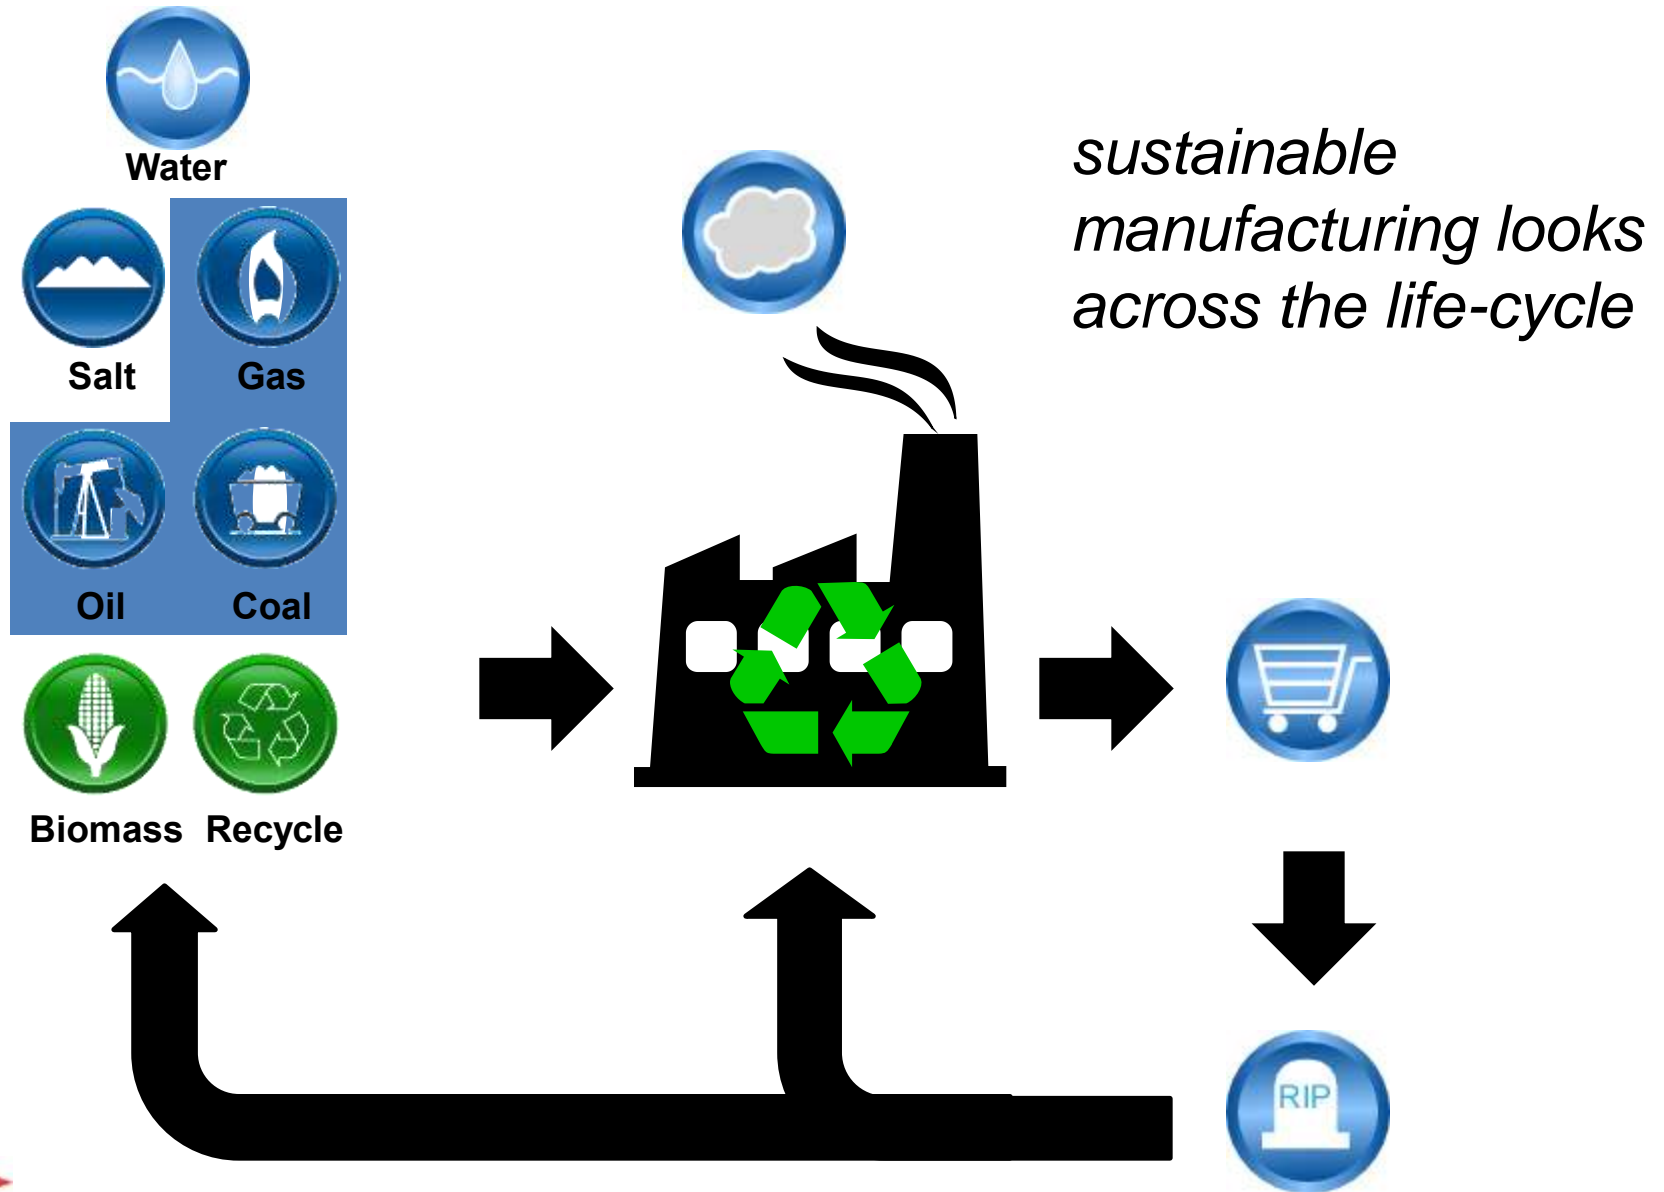 Water
sustainable
manufacturing looks
across the life-cycle
Salt Gas
Oil Coal
Biomass Recycle
RIP